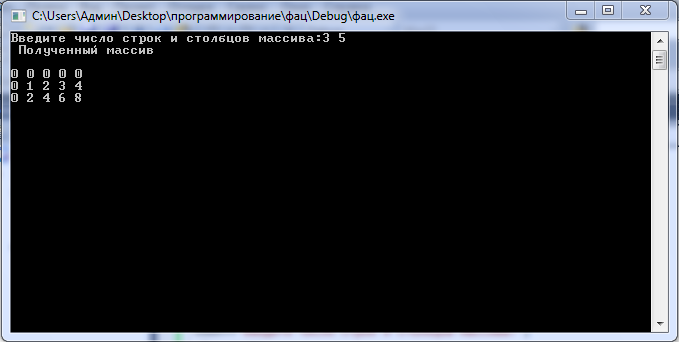 C:\Users\Админ\Desktop\программирование\фац\Debug\фац.exe
Введите число строк и столбцов массива:3 5
Полученный массив
0 0 0 0 0
0 1 2 3 4
0 2 4 6 8